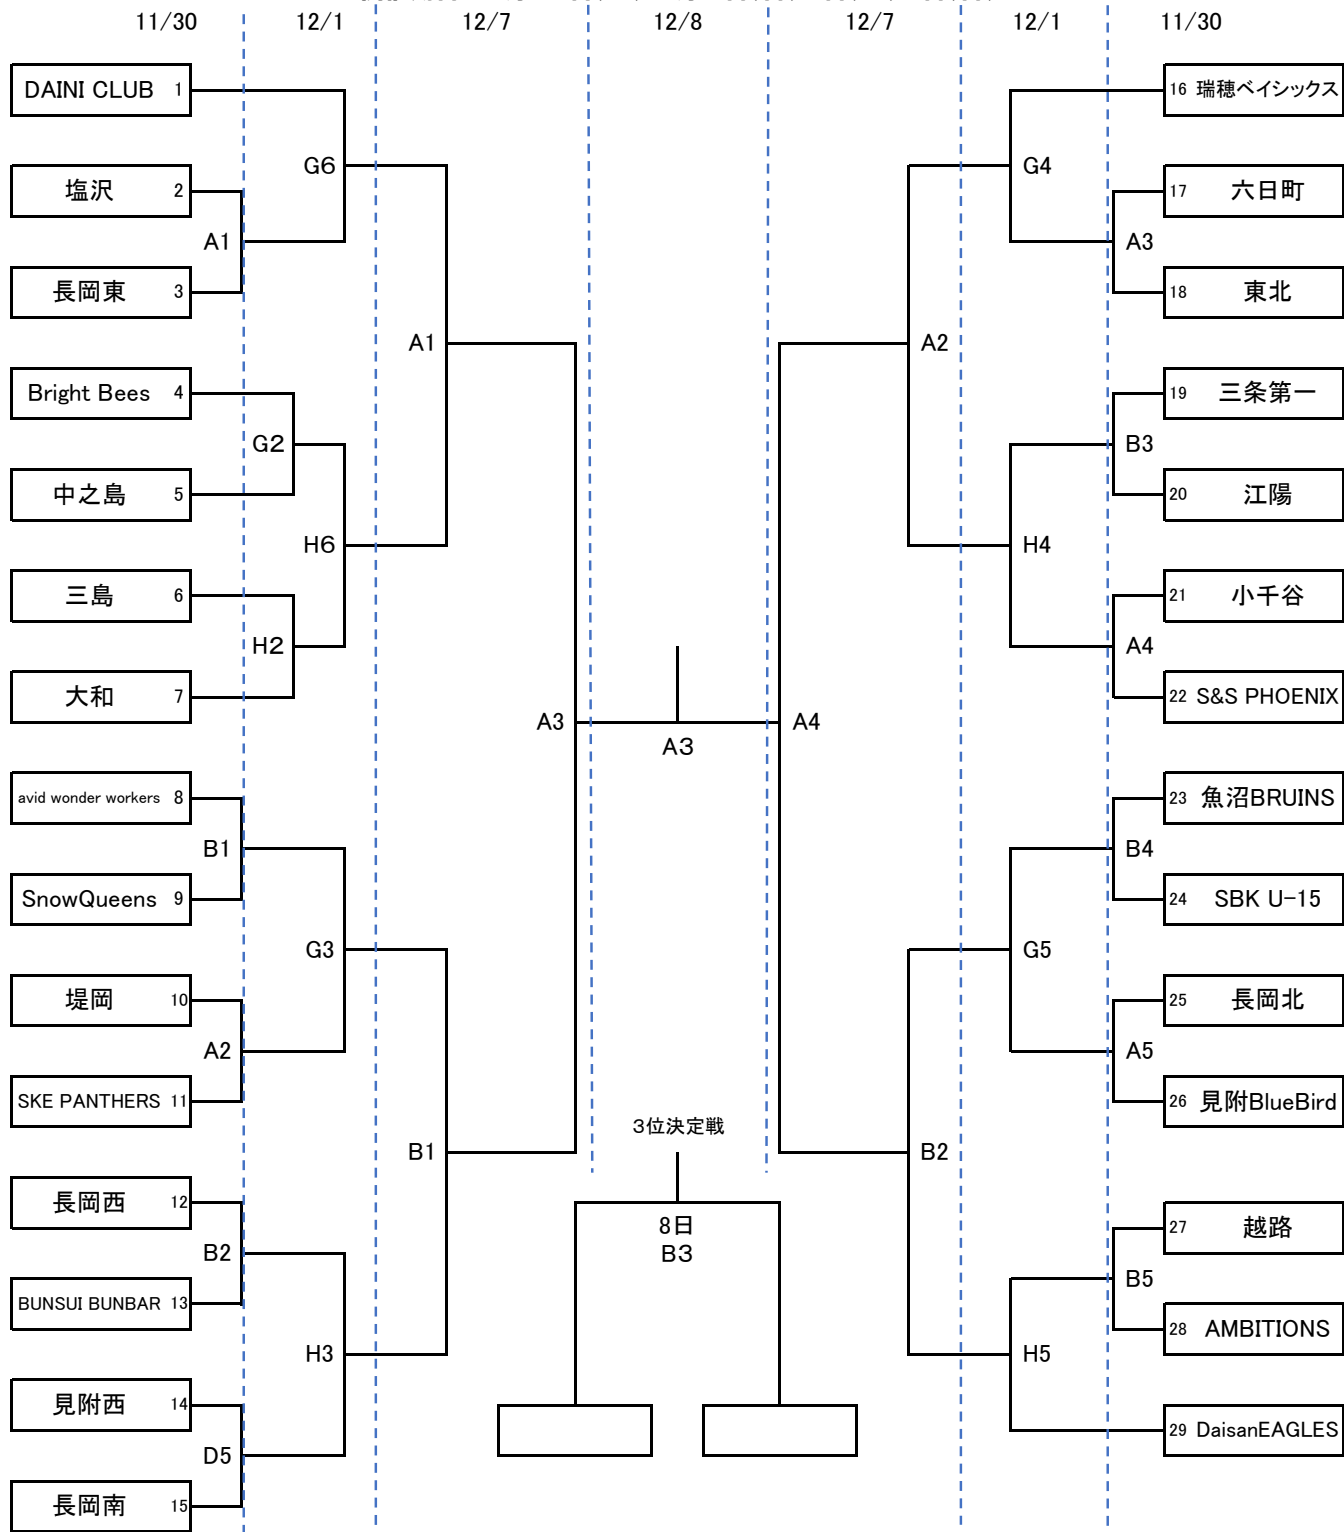 11/30 12/1 12/7 12/8 12/7 12/1 11/30
DAINI CLUB 1
塩沢 2
長岡東 3
Bright Bees 4
中之島 5
三島 6
大和 7
avid wonder workers 8
SnowQueens 9
堤岡 10
SKE PANTHERS 11
長岡西 12
BUNSUI BUNBAR 13
見附西 14
長岡南 15
A1
G2
H2
B1
A2
B2
D5
G6
H6
G3
H3
A1
B1
A3
A3
3位決定戦
8日
B3
A4
A2
B2
G4
H4
G5
H5
A3
B3
A4
B4
A5
B5
16 瑞穂ベイシックス
17 六日町
18 東北
19 三条第一
20 江陽
21 小千谷
22 S&S PHOENIX
23 魚沼BRUINS
24 SBK U-15
25 長岡北
26 見附BlueBird
27 越路
28 AMBITIONS
29 DaisanEAGLES